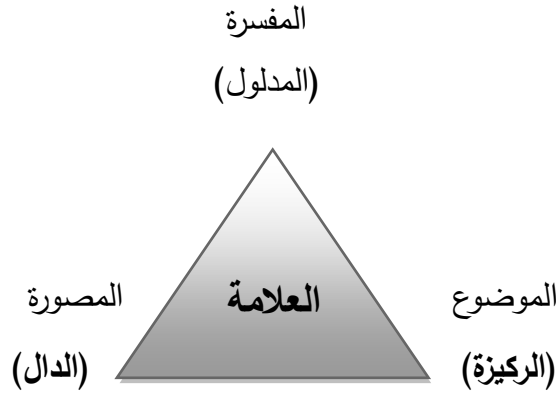 المفسرة
(المدلول)
العلامة
الموضوع
(الركيزة)
المصورة
(الدال)